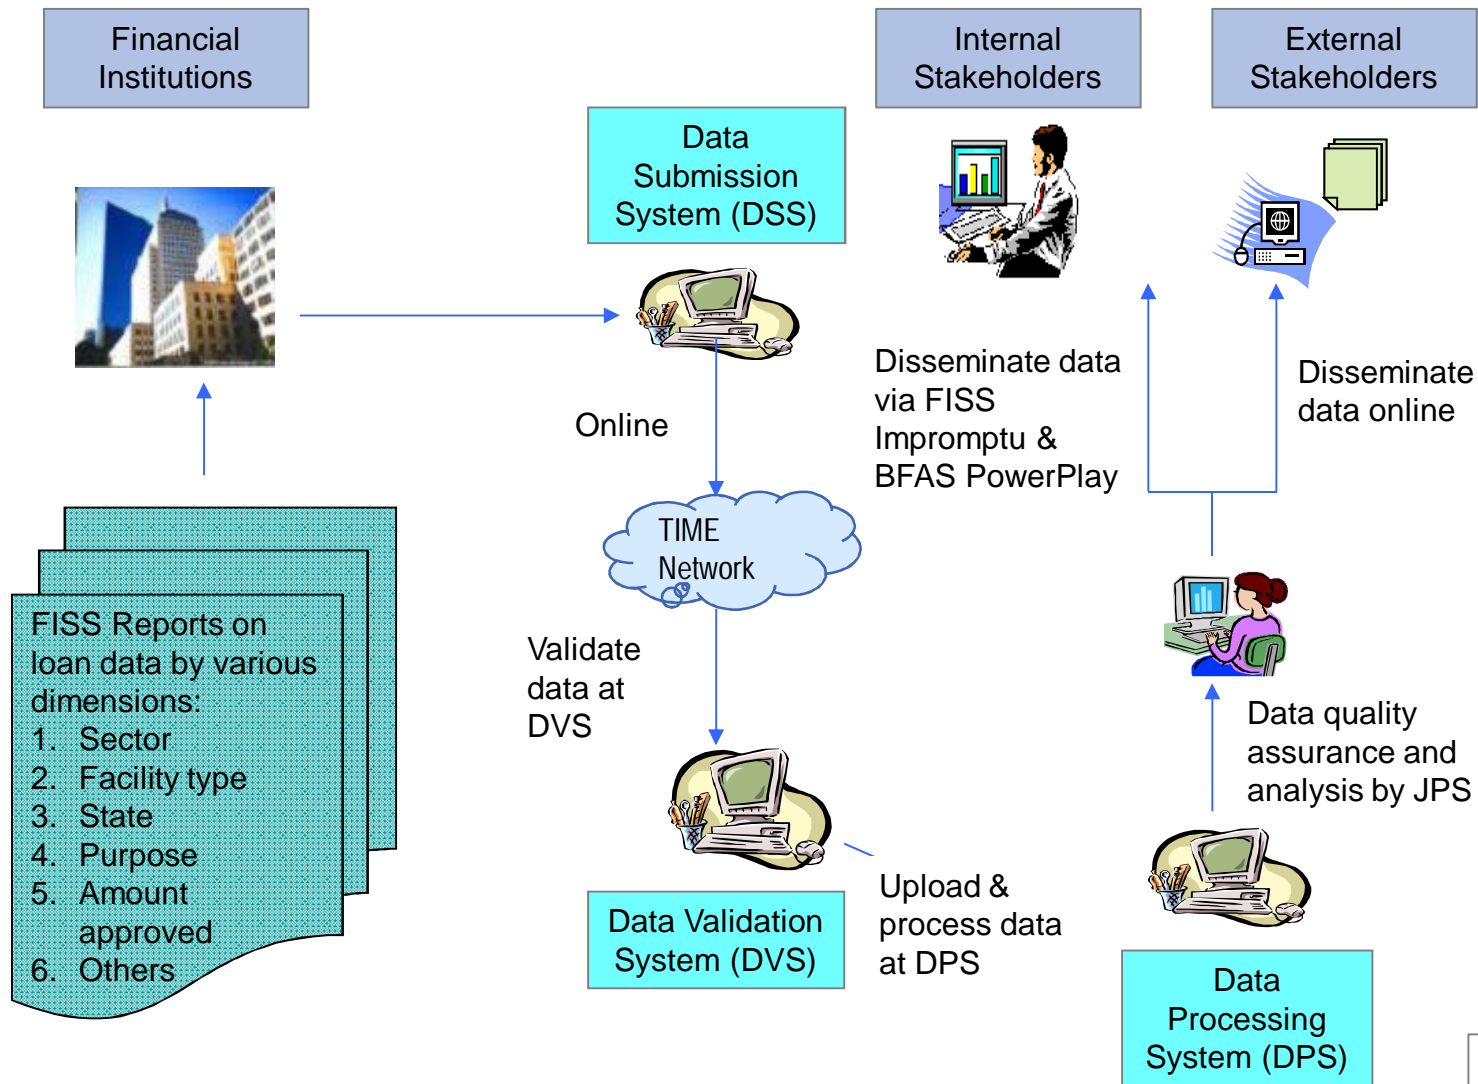 Financial
Institutions
Internal
Stakeholders
External
Stakeholders
Data
Submission
System (DSS)
Online
Disseminate data
via FISS
Impromptu &
BFAS PowerPlay
Disseminate
data online
TIME
Network
FISS Reports on
loan data by various
dimensions:
1. Sector
2. Facility type
3. State
4. Purpose
5. Amount
approved
6. Others
Validate
data at
DVS
Data Validation
System (DVS)
Upload &
process data
at DPS
Data quality
assurance and
analysis by JPS
Data
Processing
System (DPS)